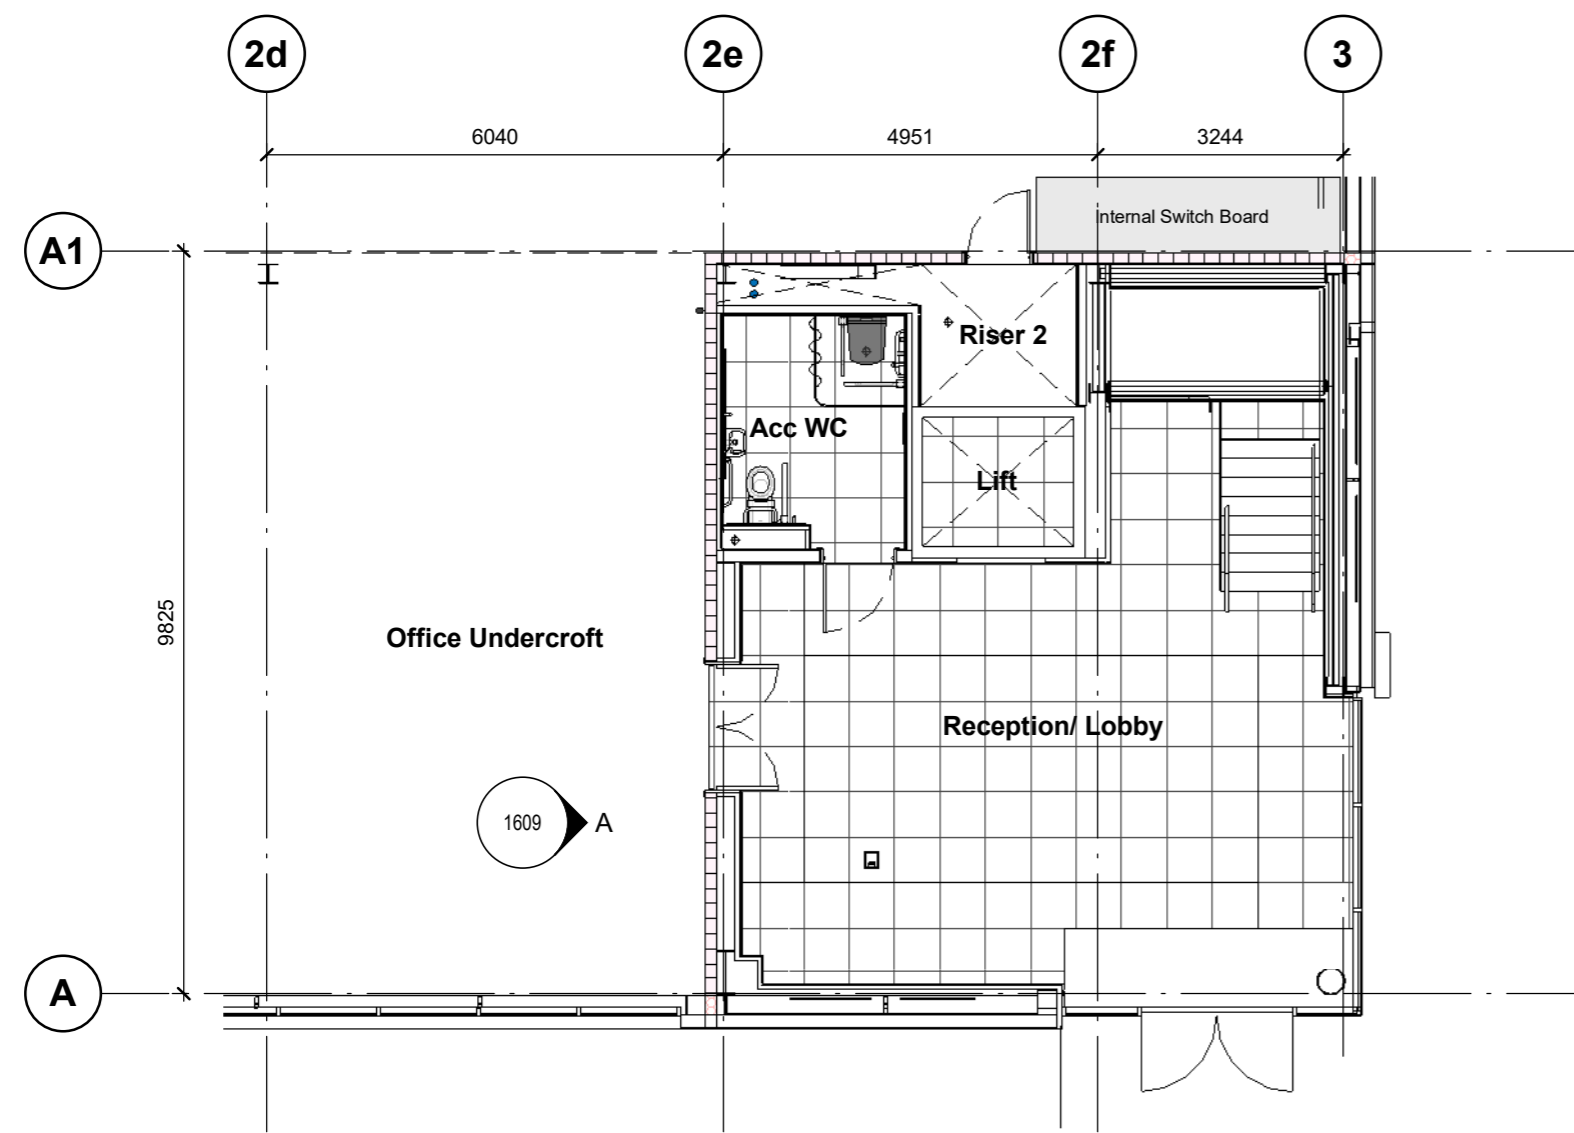 2d
2e
2f
3
6040
4951
3244
A1
Internal Switch Board
Riser 2
Acc WC
Lift
9825
Office Undercroft
Reception/ Lobby
1609
A
A